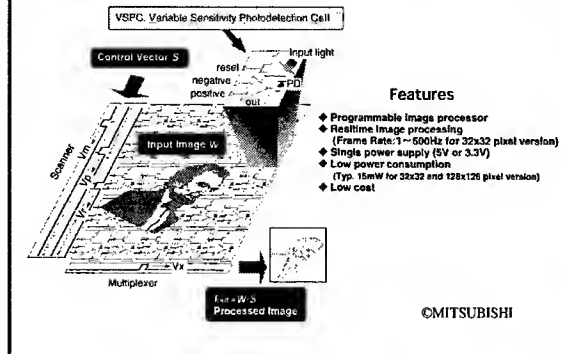 VSPC. Variable Sensitivity Photodetection Cell
Input light
Control Vector S
reset
negative
positive
PD
out
Features
◆ Programmable image processor
◆ Realtime image processing
(Frame Rate: 1～500Hz for 32x32 pixel version)
◆ Single power supply (5V or 3.3V)
◆ Low power consumption
(Typ. 15mW for 32x32 and 128x128 pixel version)
◆ Low cost
Input Image W
Scanner
Vm
Vp
Vr
Vx
Multiplexer
Processed Image
©MITSUBISHI